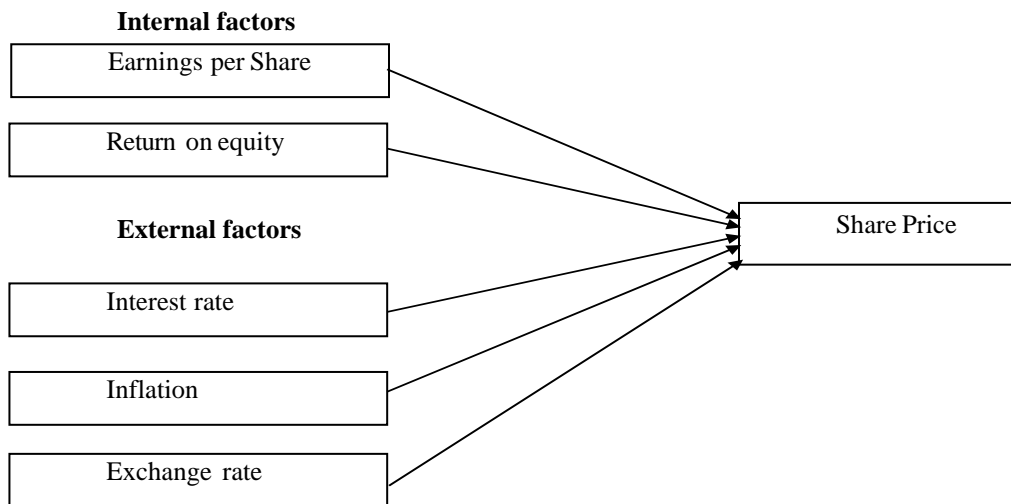 Internal factors
Earnings per Share
Return on equity
External factors
Share Price
Interest rate
Inflation
Exchange rate